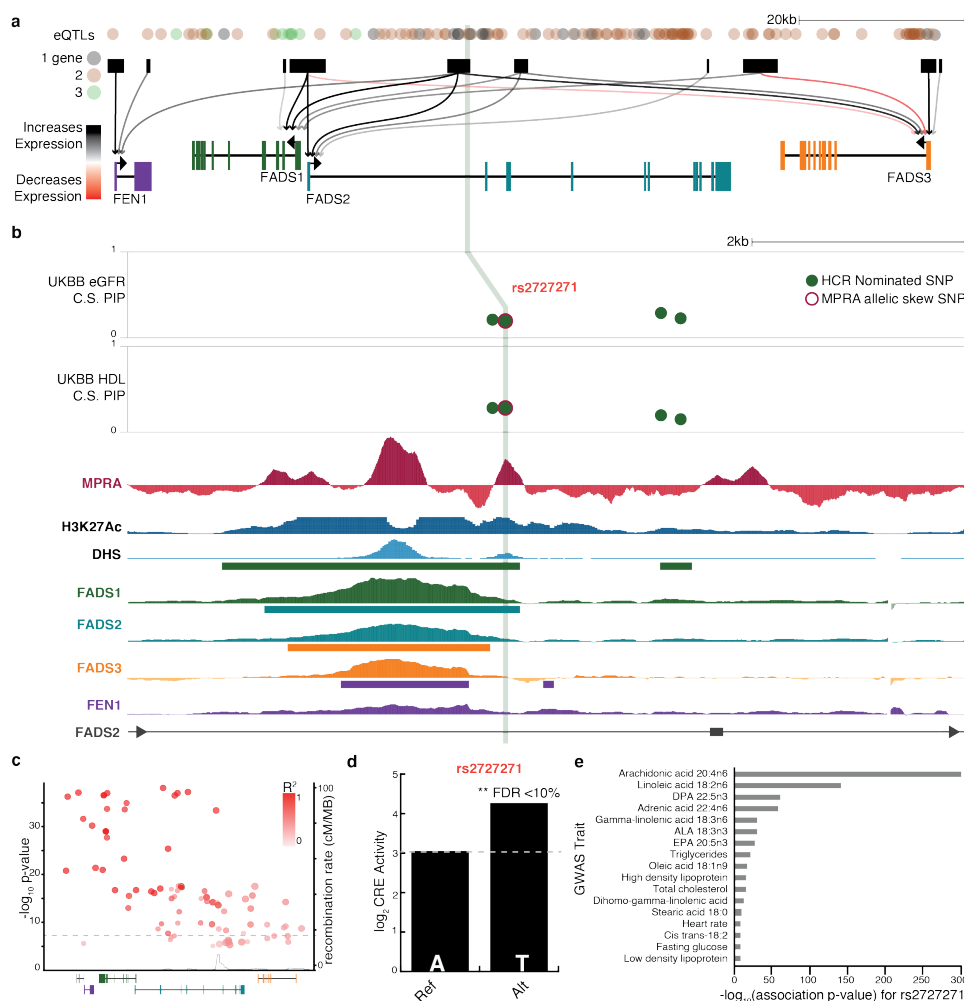 a
20kb
eQTLs
1 gene
2
3
Increases
Expression
Decreases
Expression
FEN1
FADS1
FADS2
FADS3
b
2kb
1
UKBB eGFR
C.S. PIP
0
rs2727271
HCR Nominated SNP
MPRA allelic skew SNP
1
UKBB HDL
C.S. PIP
0
MPRA
H3K27Ac
DHS
FADS1
FADS2
FADS3
FEN1
FADS2
c
R²
1
0
-log₁₀ p-value
30
20
10
0
100
50
0
recombination rate (cM/MB)
d
rs2727271
** FDR <10%
log₂ CRE Activity
5
4
3
2
1
0
A
T
Ref
Alt
e
GWAS Trait
Arachidonic acid 20:4n6
Linoleic acid 18:2n6
DPA 22:5n3
Adrenic acid 22:4n6
Gamma-linolenic acid 18:3n6
ALA 18:3n3
EPA 20:5n3
Triglycerides
Oleic acid 18:1n9
High density lipoprotein
Total cholesterol
Dihomo-gamma-linolenic acid
Stearic acid 18:0
Heart rate
Cis trans-18:2
Fasting glucose
Low density lipoprotein
0 50 100 150 200 250 300
-log₁₀(association p-value) for rs2727271